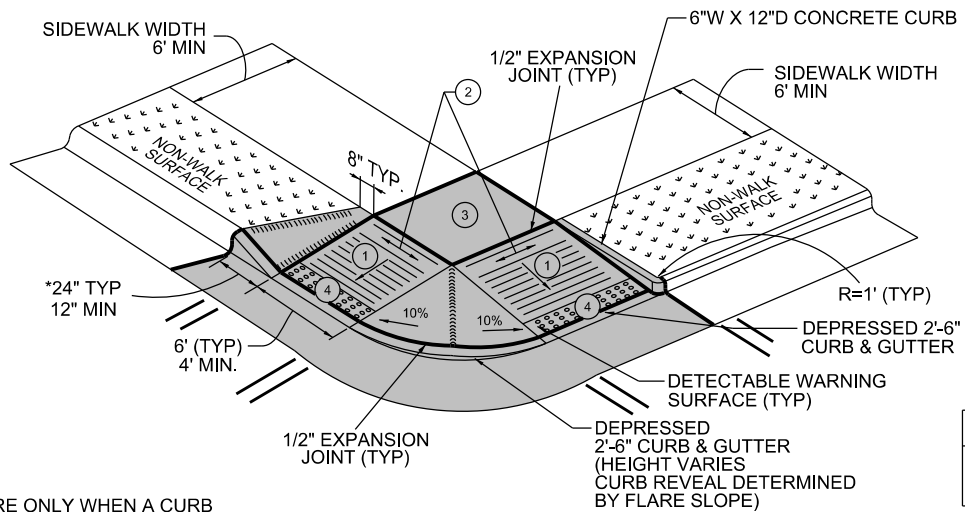 SIDEWALK WIDTH
6' MIN
6"W X 12"D CONCRETE CURB
1/2" EXPANSION
JOINT (TYP)
SIDEWALK WIDTH
6' MIN
2
NON-WALK
SURFACE
8" TYP.
3
NON-WALK
SURFACE
1
1
4
4
*24" TYP
12" MIN
10%
10%
R=1' (TYP)
6' (TYP)
4' MIN.
DEPRESSED 2'-6"
CURB & GUTTER
DETECTABLE WARNING
SURFACE (TYP)
1/2" EXPANSION
JOINT (TYP)
DEPRESSED
2'-6" CURB & GUTTER
(HEIGHT VARIES
CURB REVEAL DETERMINED
BY FLARE SLOPE)
RE ONLY WHEN A CURB